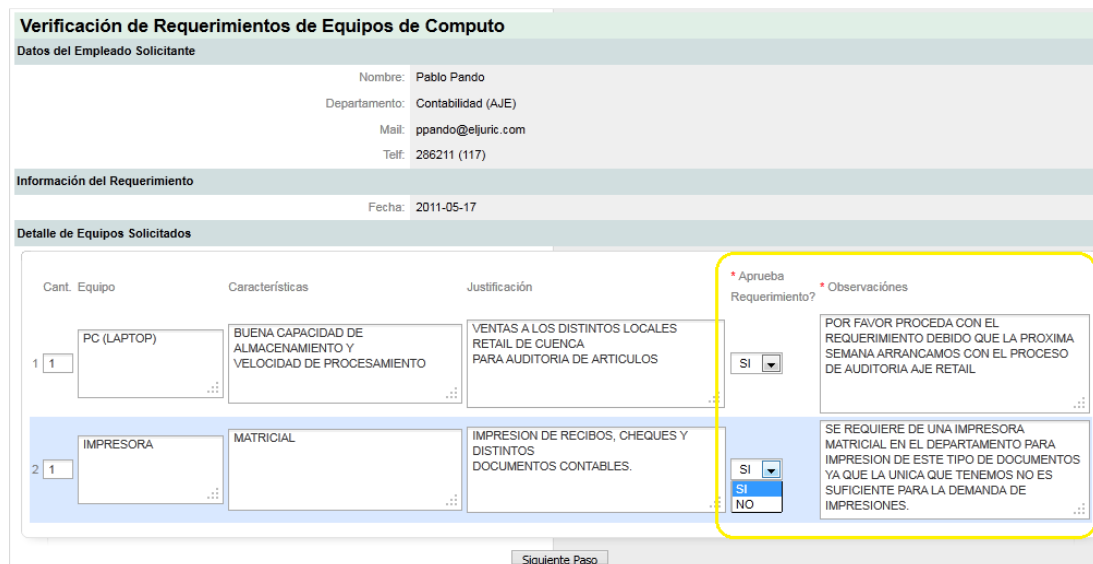 Verificación de Requerimientos de Equipos de Computo
Datos del Empleado Solicitante
Nombre: Pablo Pando
Departamento: Contabilidad (AJE)
Mail: ppando@eljuric.com
Telf: 286211 (117)
Información del Requerimiento
Fecha: 2011-05-17
Detalle de Equipos Solicitados
Cant. Equipo Características Justificación * Aprueba Requerimiento? * Observaciónes
1 1
PC (LAPTOP)
BUENA CAPACIDAD DE
ALMACENAMIENTO Y
VELOCIDAD DE PROCESAMIENTO
VENTAS A LOS DISTINTOS LOCALES
RETAIL DE CUENCA
PARA AUDITORIA DE ARTICULOS
SI
POR FAVOR PROCEDA CON EL
REQUERIMIENTO DEBIDO QUE LA PROXIMA
SEMANA ARRANCAMOS CON EL PROCESO
DE AUDITORIA AJE RETAIL
2 1
IMPRESORA
MATRICIAL
IMPRESION DE RECIBOS, CHEQUES Y
DISTINTOS
DOCUMENTOS CONTABLES.
SI
SI
NO
SE REQUIERE DE UNA IMPRESORA
MATRICIAL EN EL DEPARTAMENTO PARA
IMPRESION DE ESTE TIPO DE DOCUMENTOS
YA QUE LA UNICA QUE TENEMOS NO ES
SUFICIENTE PARA LA DEMANDA DE
IMPRESIONES.
Siguiente Paso